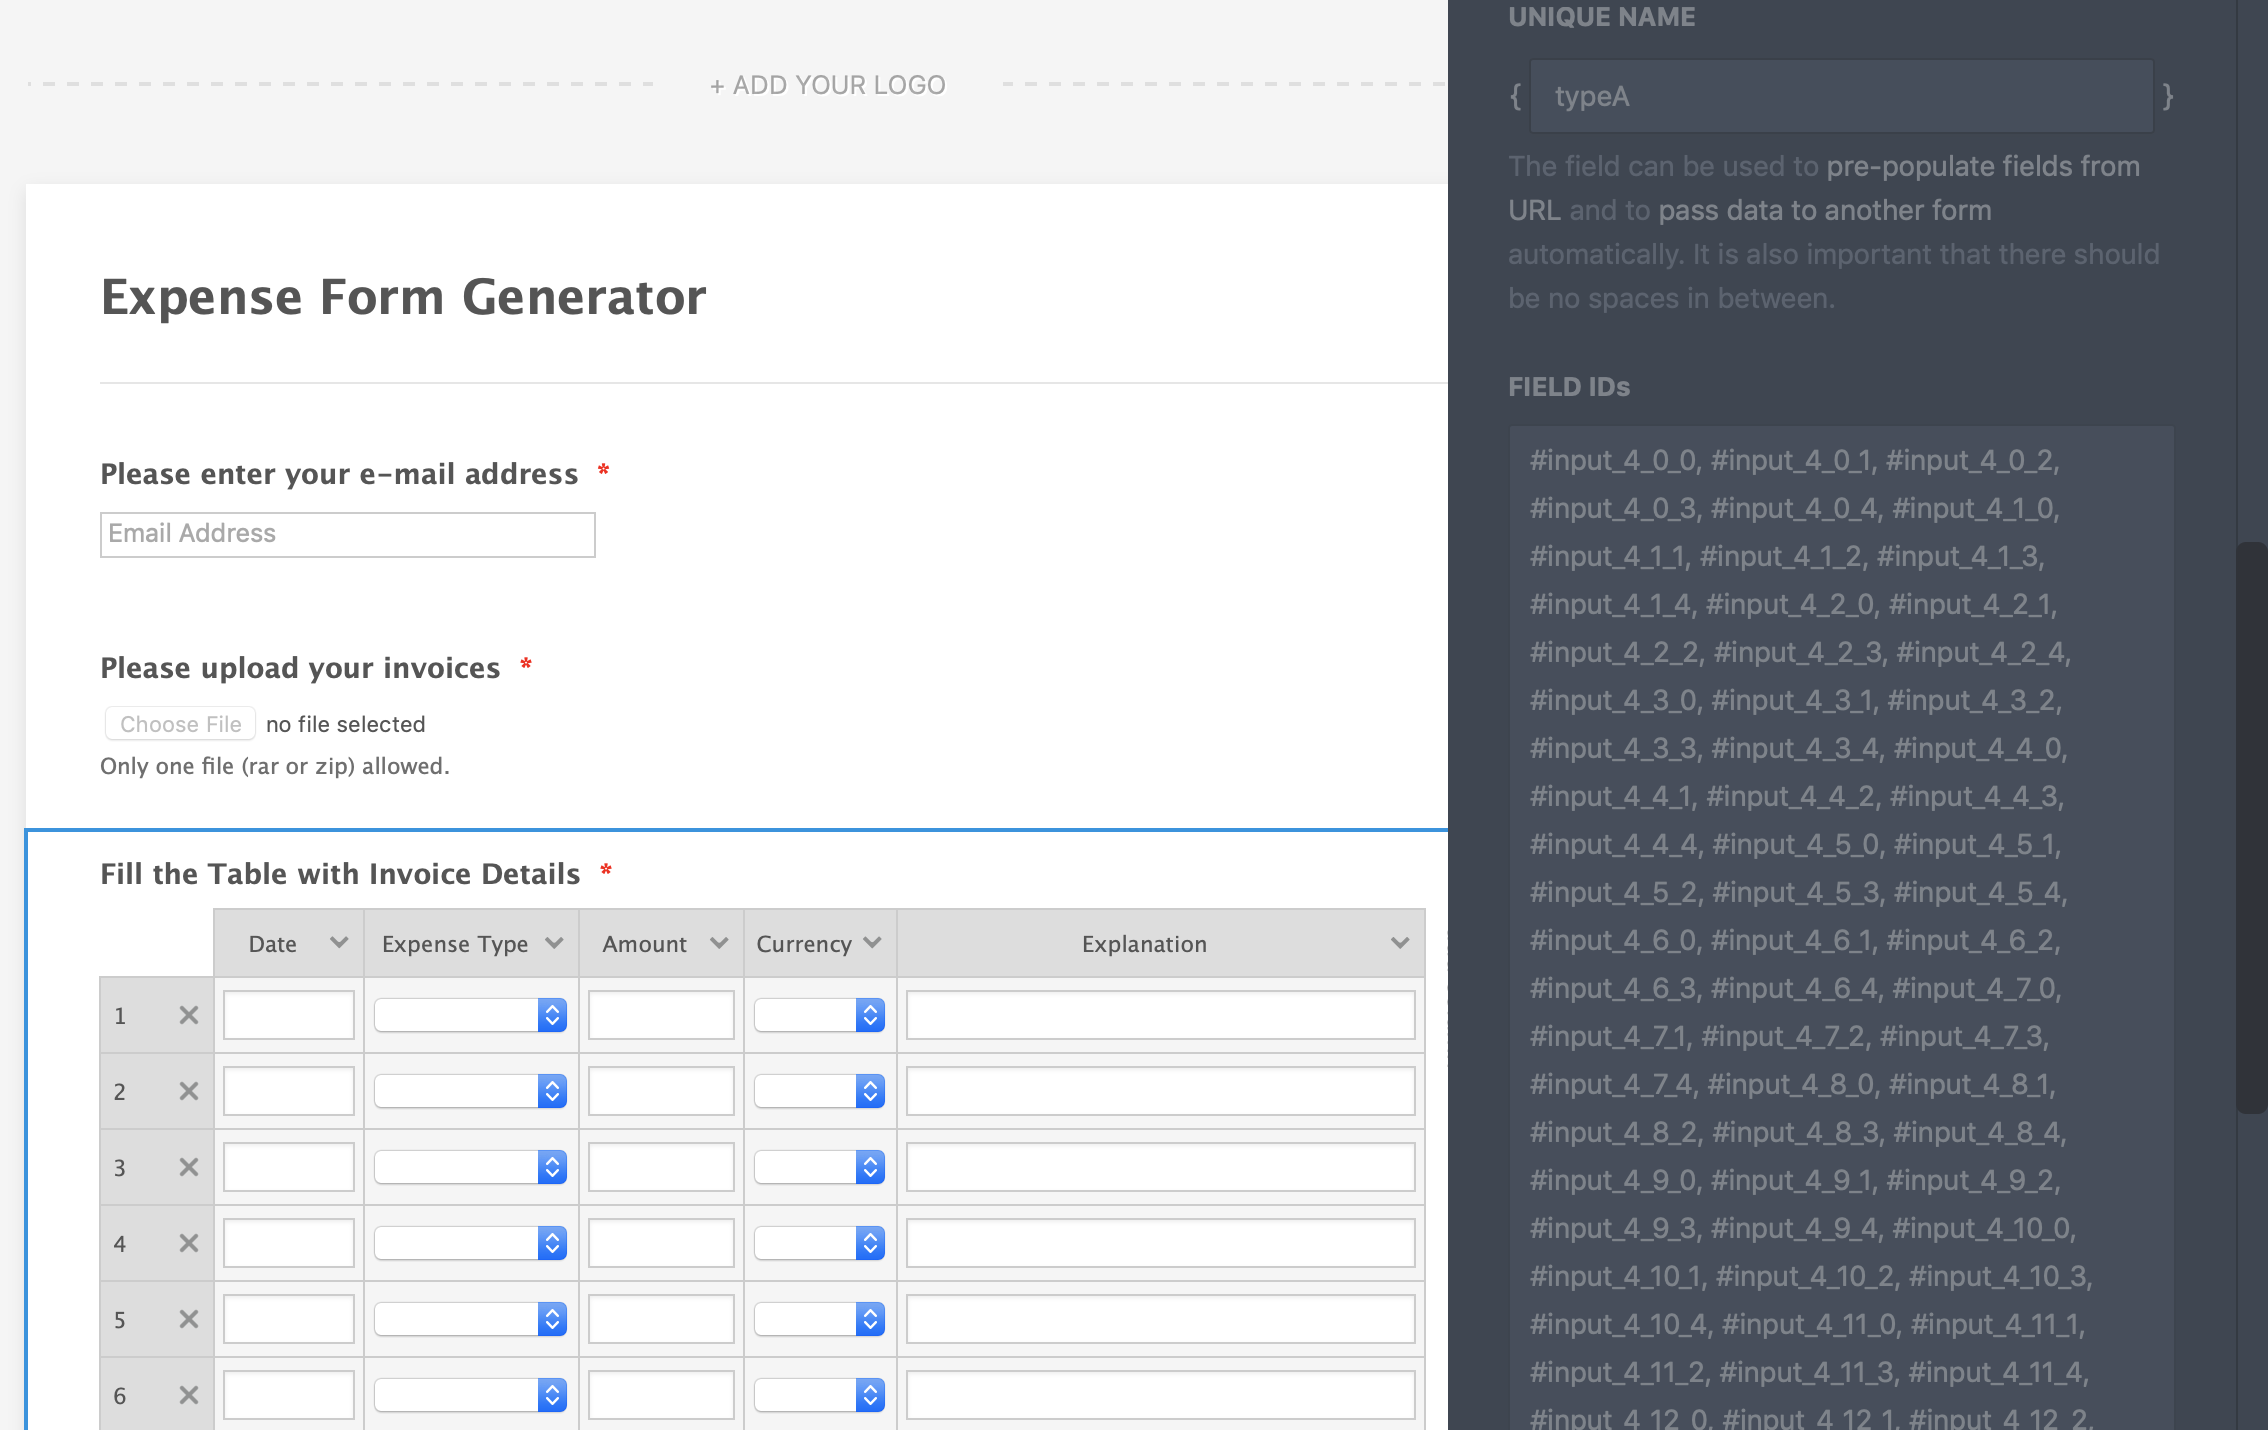 + ADD YOUR LOGO
Expense Form Generator
Please enter your e-mail address *
Email Address
Please upload your invoices *
Choose File no file selected
Only one file (rar or zip) allowed.
Fill the Table with Invoice Details *
Date Expense Type Amount Currency Explanation
1
2
3
4
5
6
UNIQUE NAME
{ typeA }
The field can be used to pre-populate fields from
URL and to pass data to another form
automatically. It is also important that there should
be no spaces in between.
FIELD IDs
#input_4_0_0, #input_4_0_1, #input_4_0_2,
#input_4_0_3, #input_4_0_4, #input_4_1_0,
#input_4_1_1, #input_4_1_2, #input_4_1_3,
#input_4_1_4, #input_4_2_0, #input_4_2_1,
#input_4_2_2, #input_4_2_3, #input_4_2_4,
#input_4_3_0, #input_4_3_1, #input_4_3_2,
#input_4_3_3, #input_4_3_4, #input_4_4_0,
#input_4_4_1, #input_4_4_2, #input_4_4_3,
#input_4_4_4, #input_4_5_0, #input_4_5_1,
#input_4_5_2, #input_4_5_3, #input_4_5_4,
#input_4_6_0, #input_4_6_1, #input_4_6_2,
#input_4_6_3, #input_4_6_4, #input_4_7_0,
#input_4_7_1, #input_4_7_2, #input_4_7_3,
#input_4_7_4, #input_4_8_0, #input_4_8_1,
#input_4_8_2, #input_4_8_3, #input_4_8_4,
#input_4_9_0, #input_4_9_1, #input_4_9_2,
#input_4_9_3, #input_4_9_4, #input_4_10_0,
#input_4_10_1, #input_4_10_2, #input_4_10_3,
#input_4_10_4, #input_4_11_0, #input_4_11_1,
#input_4_11_2, #input_4_11_3, #input_4_11_4,
#input_4_12_0, #input_4_12_1, #input_4_12_2,